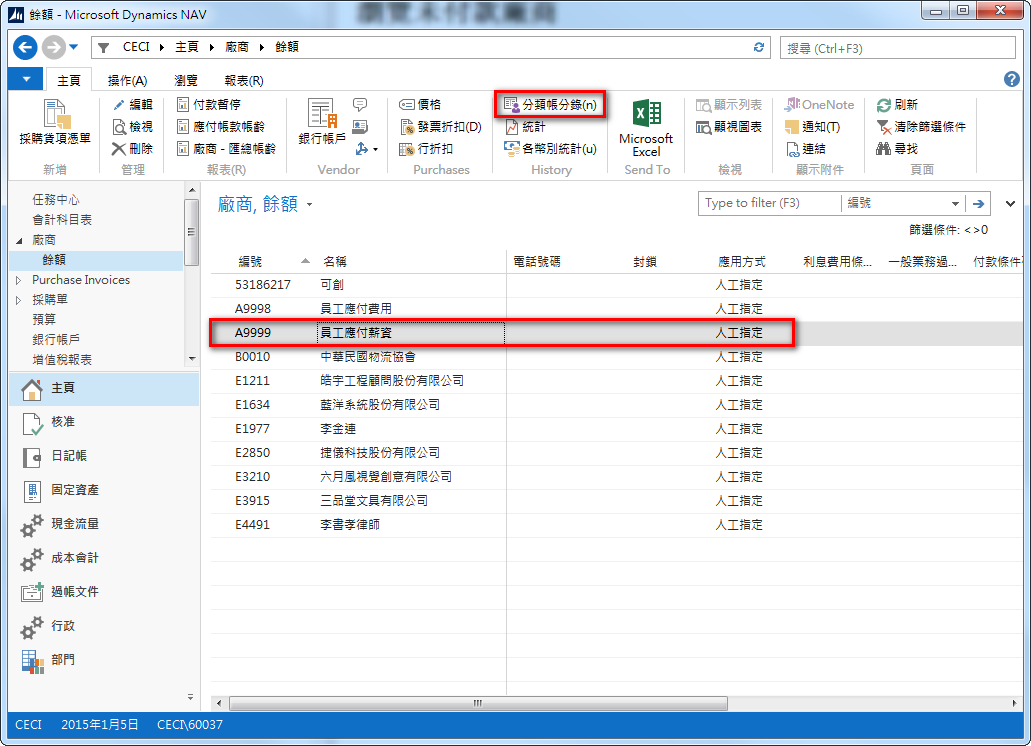 瀏覽未付款廠商
餘額 - Microsoft Dynamics NAV
CECI ▸ 主頁 ▸ 廠商 ▸ 餘額
搜尋 (Ctrl+F3)
主頁 操作(A) 瀏覽 報表(R)
採購貨項憑單
新增
編輯
檢視
刪除
管理
付款暫停
應付帳款帳齡
廠商 - 匯總帳齡
報表(R)
銀行帳戶
Vendor
價格
發票折扣(D)
行折扣
Purchases
分類帳分錄(n)
統計
各幣別統計(u)
History
Microsoft
Excel
Send To
顯示列表
顯視圖表
檢視
OneNote
通知(T)
連結
顯示附件
刷新
清除篩選條件
尋找
頁面
任務中心
會計科目表
廠商
餘額
Purchase Invoices
採購單
預算
銀行帳戶
增值稅報表
主頁
核准
日記帳
固定資產
現金流量
成本會計
過帳文件
行政
部門
廠商, 餘額
Type to filter (F3) 編號
篩選條件: <>0
編號 名稱 電話號碼 封鎖 應用方式 利息費用條... 一般業務過... 付款條件
53186217 可創 人工指定
A9998 員工應付費用 人工指定
A9999 員工應付薪資 人工指定
B0010 中華民國物流協會 人工指定
E1211 皓宇工程顧問股份有限公司 人工指定
E1634 藍洋系統股份有限公司 人工指定
E1977 李金連 人工指定
E2850 捷儀科技股份有限公司 人工指定
E3210 六月風視覺創意有限公司 人工指定
E3915 三品堂文具有限公司 人工指定
E4491 李書孝律師 人工指定
CECI 2015年1月5日 CECI\60037